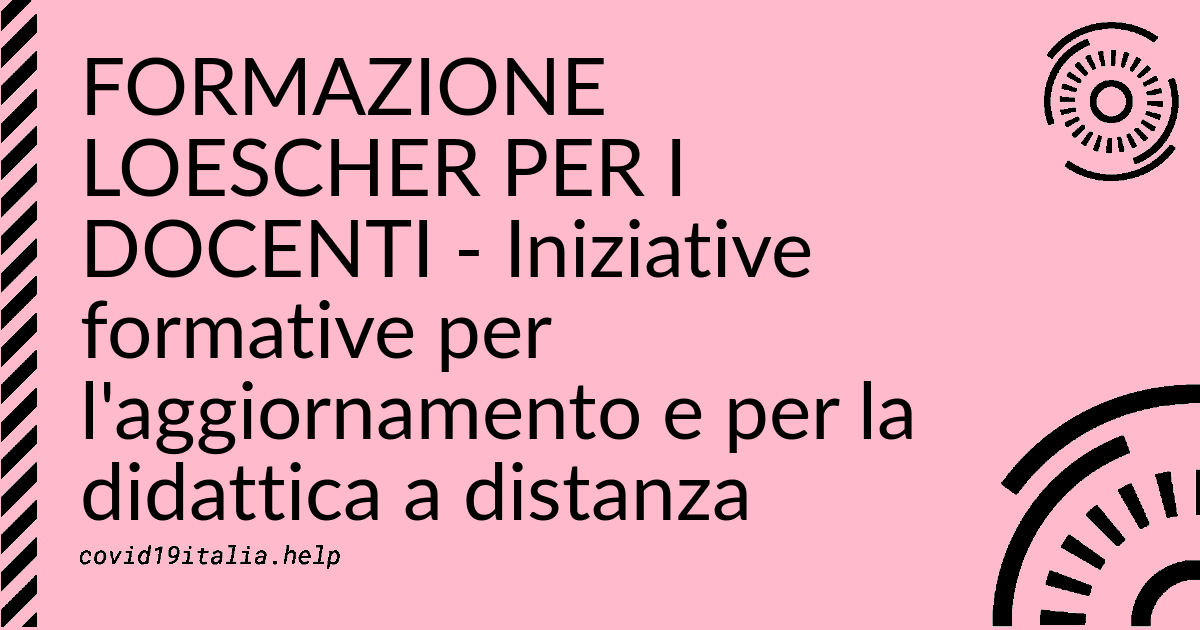 FORMAZIONE
LOESCHER PER I
DOCENTI - Iniziative
formative per
l'aggiornamento e per la
didattica a distanza
covid19italia.help